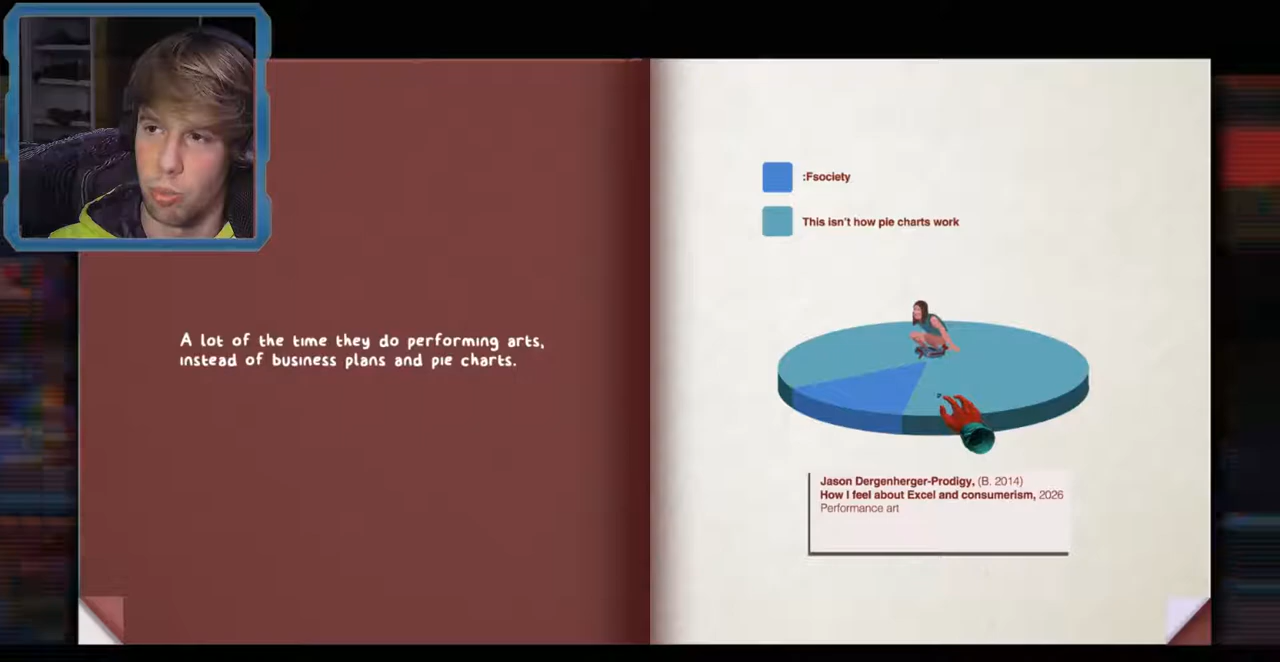 A lot of the time they do performing arts,
instead of business plans and pie charts.
:Fsociety
This isn't how pie charts work
Jason Dergenherger-Prodigy, (B. 2014)
How I feel about Excel and consumerism, 2026
Performance art